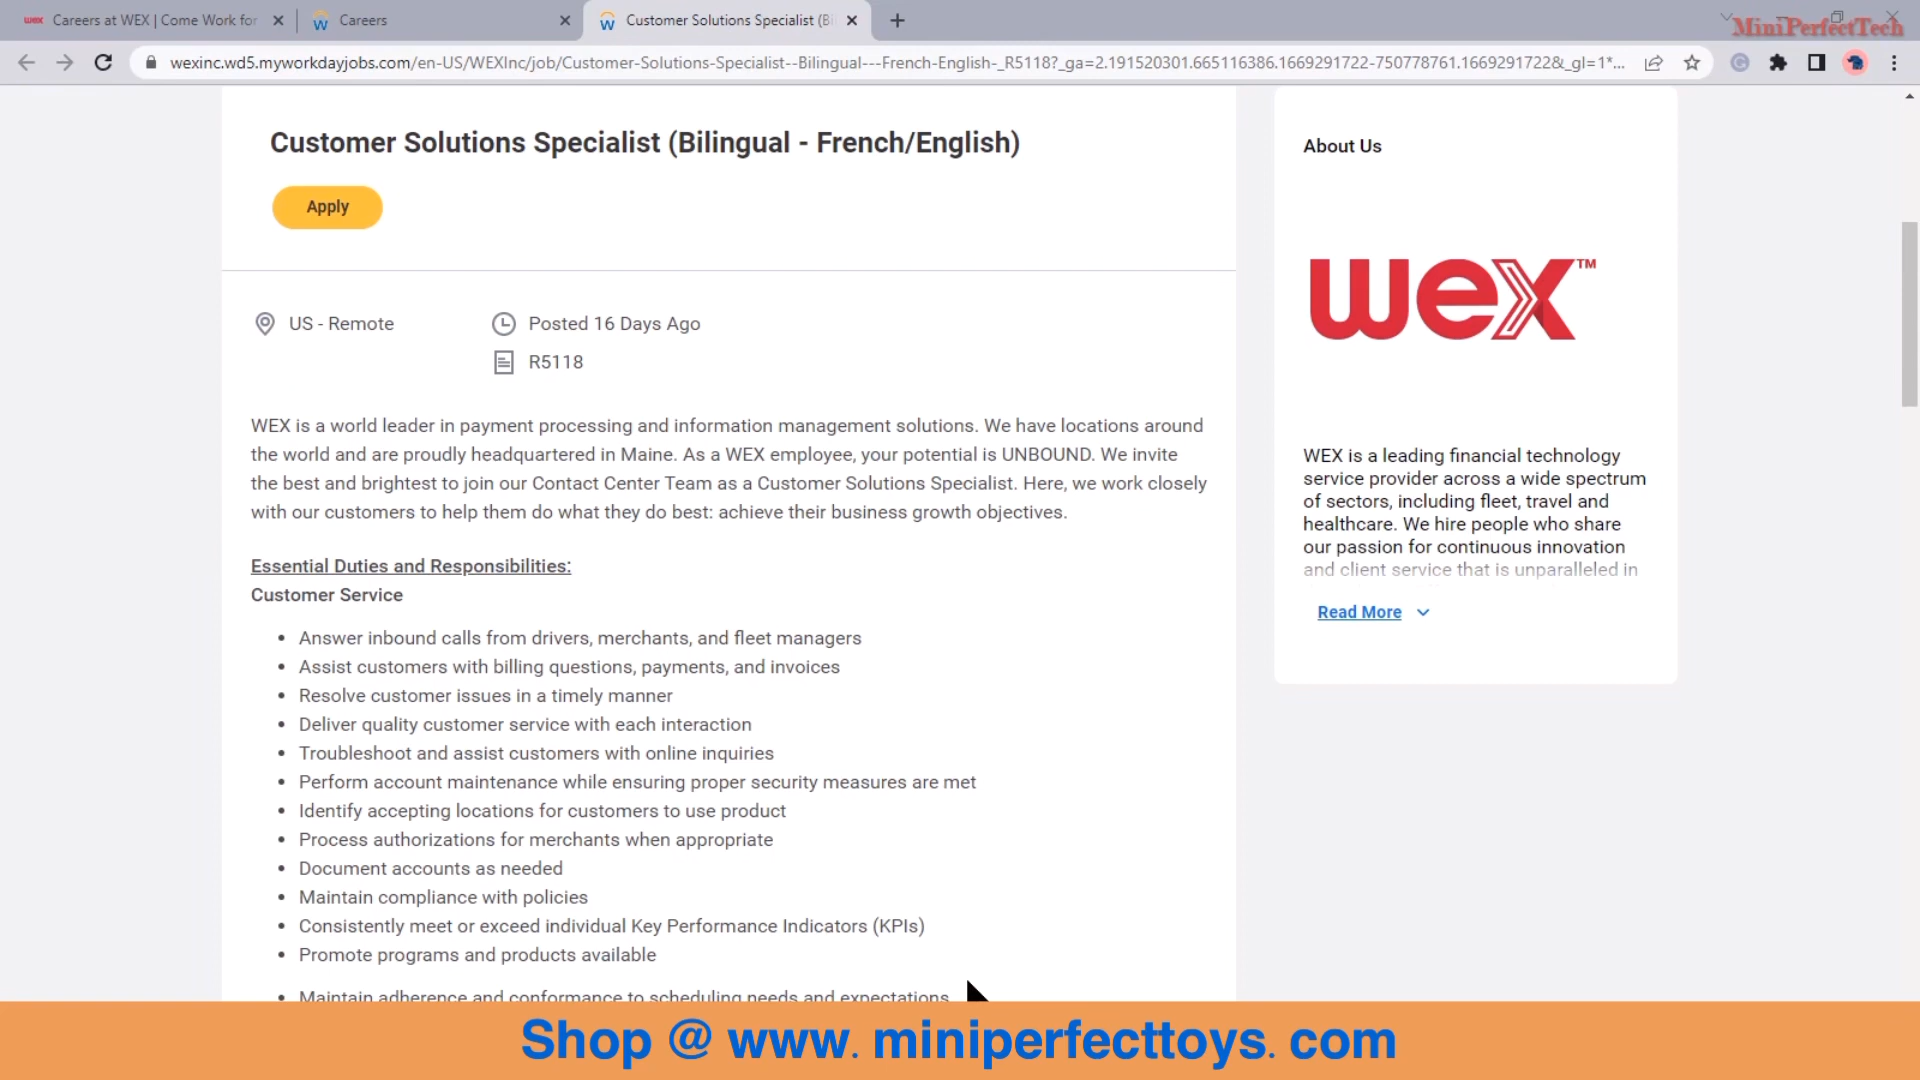 wex Careers at WEX | Come Work for
Careers
Customer Solutions Specialist (Bi
MiniPerfectTech
wexinc.wd5.myworkdayjobs.com/en-US/WEXInc/job/Customer-Solutions-Specialist--Bilingual---French-English-_R5118?_ga=2.191520301.665116386.1669291722-750778761.1669291722&_gl=1*...
Customer Solutions Specialist (Bilingual - French/English)
Apply
US - Remote
Posted 16 Days Ago
R5118
WEX is a world leader in payment processing and information management solutions. We have locations around
the world and are proudly headquartered in Maine. As a WEX employee, your potential is UNBOUND. We invite
the best and brightest to join our Contact Center Team as a Customer Solutions Specialist. Here, we work closely
with our customers to help them do what they do best: achieve their business growth objectives.
Essential Duties and Responsibilities:
Customer Service
• Answer inbound calls from drivers, merchants, and fleet managers
• Assist customers with billing questions, payments, and invoices
• Resolve customer issues in a timely manner
• Deliver quality customer service with each interaction
• Troubleshoot and assist customers with online inquiries
• Perform account maintenance while ensuring proper security measures are met
• Identify accepting locations for customers to use product
• Process authorizations for merchants when appropriate
• Document accounts as needed
• Maintain compliance with policies
• Consistently meet or exceed individual Key Performance Indicators (KPIs)
• Promote programs and products available
• Maintain adherence and conformance to scheduling needs and expectations
About Us
wex™
WEX is a leading financial technology
service provider across a wide spectrum
of sectors, including fleet, travel and
healthcare. We hire people who share
our passion for continuous innovation
and client service that is unparalleled in
Read More
Shop @ www. miniperfecttoys. com